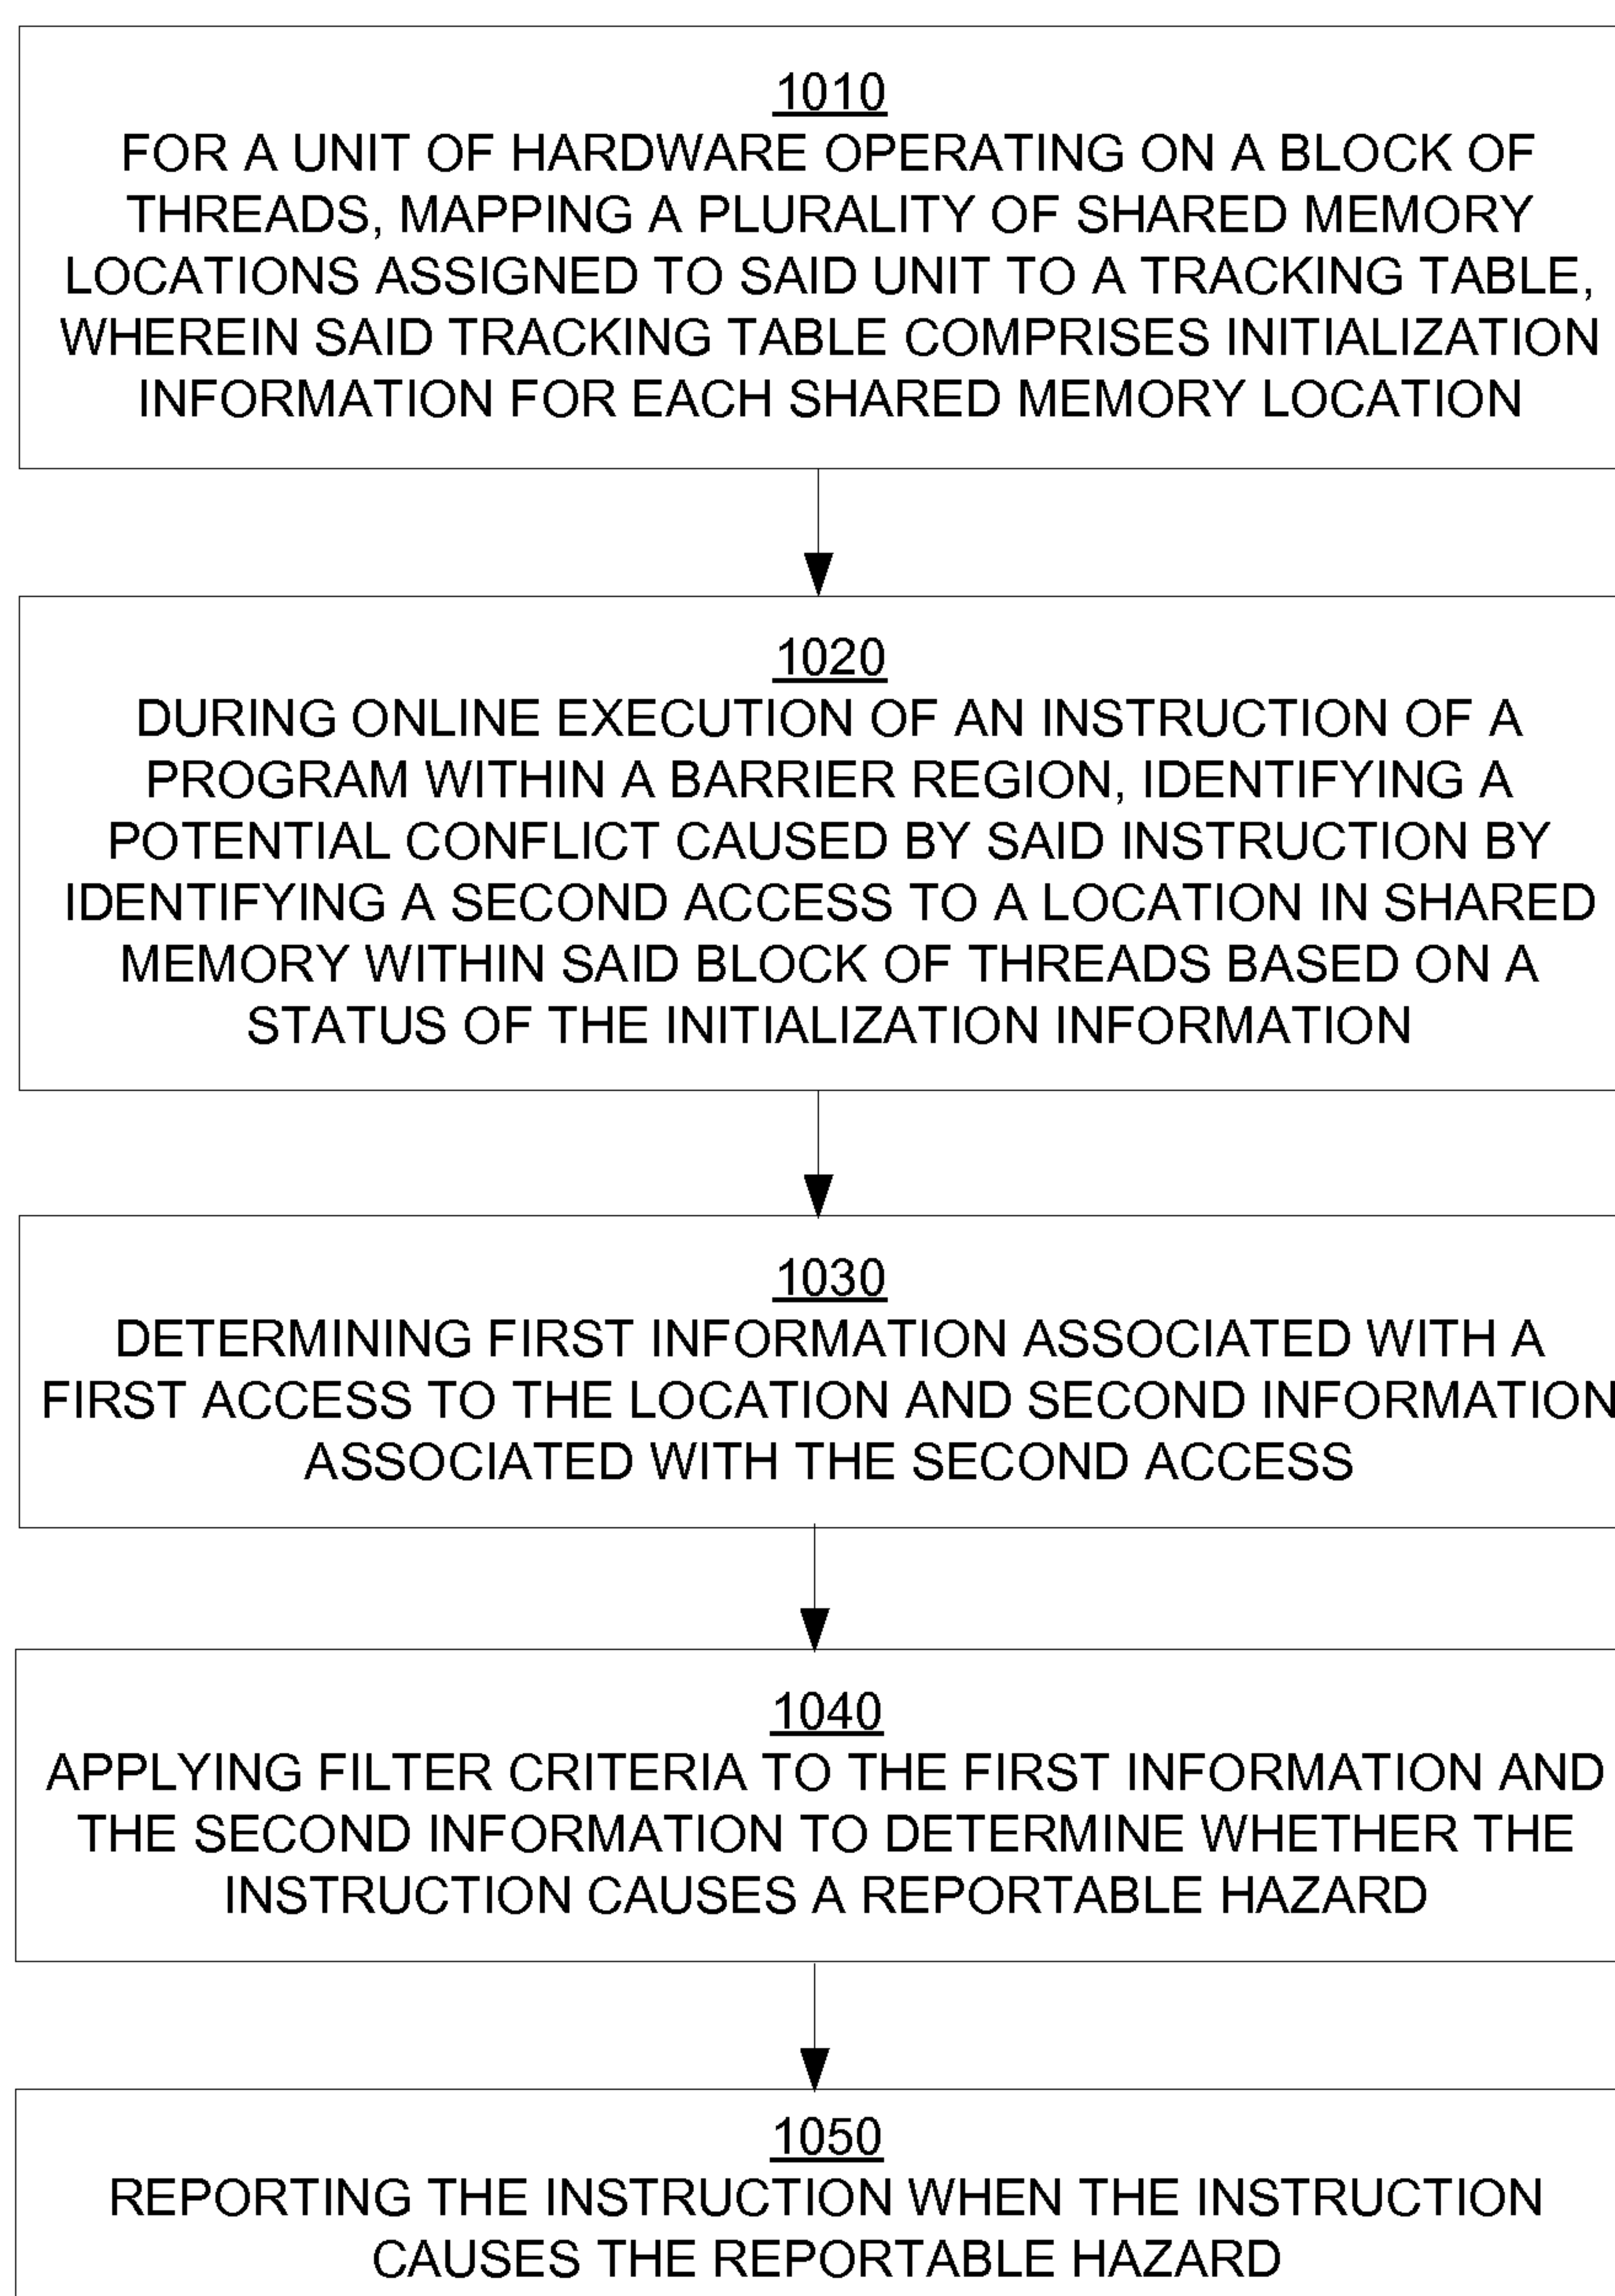 1010
FOR A UNIT OF HARDWARE OPERATING ON A BLOCK OF
THREADS, MAPPING A PLURALITY OF SHARED MEMORY
LOCATIONS ASSIGNED TO SAID UNIT TO A TRACKING TABLE,
WHEREIN SAID TRACKING TABLE COMPRISES INITIALIZATION
INFORMATION FOR EACH SHARED MEMORY LOCATION
1020
DURING ONLINE EXECUTION OF AN INSTRUCTION OF A
PROGRAM WITHIN A BARRIER REGION, IDENTIFYING A
POTENTIAL CONFLICT CAUSED BY SAID INSTRUCTION BY
IDENTIFYING A SECOND ACCESS TO A LOCATION IN SHARED
MEMORY WITHIN SAID BLOCK OF THREADS BASED ON A
STATUS OF THE INITIALIZATION INFORMATION
1030
DETERMINING FIRST INFORMATION ASSOCIATED WITH A
FIRST ACCESS TO THE LOCATION AND SECOND INFORMATION
ASSOCIATED WITH THE SECOND ACCESS
1040
APPLYING FILTER CRITERIA TO THE FIRST INFORMATION AND
THE SECOND INFORMATION TO DETERMINE WHETHER THE
INSTRUCTION CAUSES A REPORTABLE HAZARD
1050
REPORTING THE INSTRUCTION WHEN THE INSTRUCTION
CAUSES THE REPORTABLE HAZARD